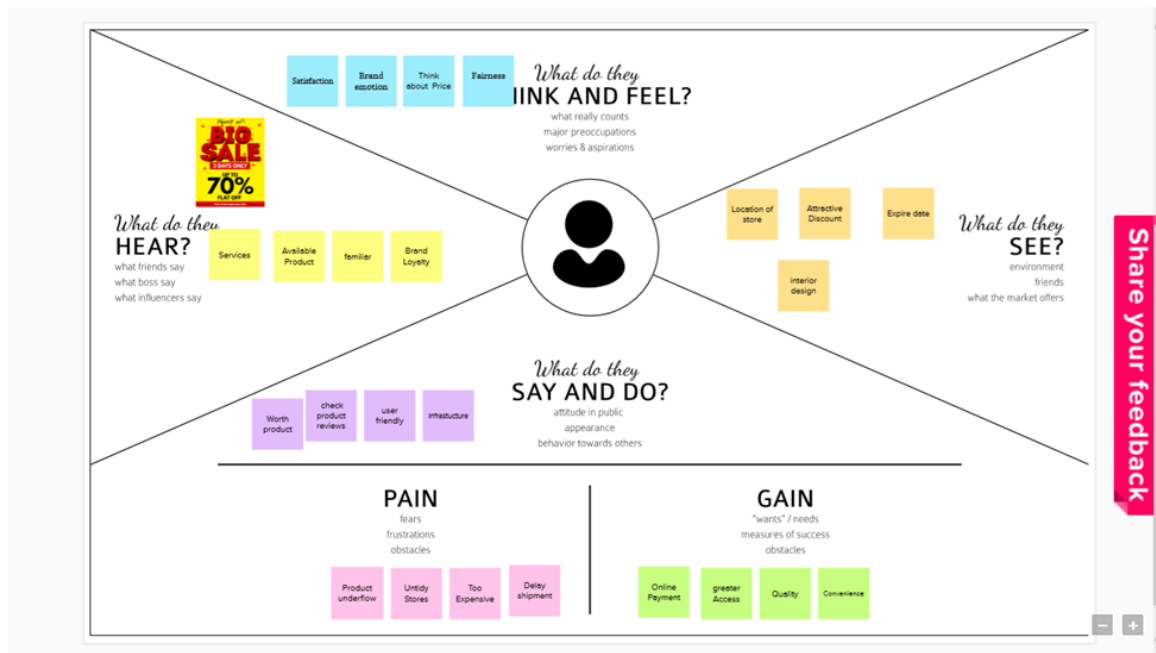 Satisfaction
Brand
emotion
Think
about Price
Fairness
What do they
IINK AND FEEL?
what really counts
major preoccupations
worries & aspirations
BIG
SALE
2 DAYS ONLY
UP TO
70%
FLAT OFF
What do they
HEAR?
what friends say
what boss say
what influencers say
Services
Available
Product
familiar
Brand
Loyalty
Location of
store
Attractive
Discount
Expire date
interior
design
What do they
SEE?
environment
friends
what the market offers
What do they
SAY AND DO?
attitude in public
appearance
behavior towards others
Worth
product
check
product
reviews
user
friendly
infrastucture
PAIN
fears
frustrations
obstacles
Product
underflow
Untidy
Stores
Too
Expensive
Delay
shipment
GAIN
"wants" / needs
measures of success
obstacles
Online
Payment
greater
Access
Quality
Convenience
Share your feedback